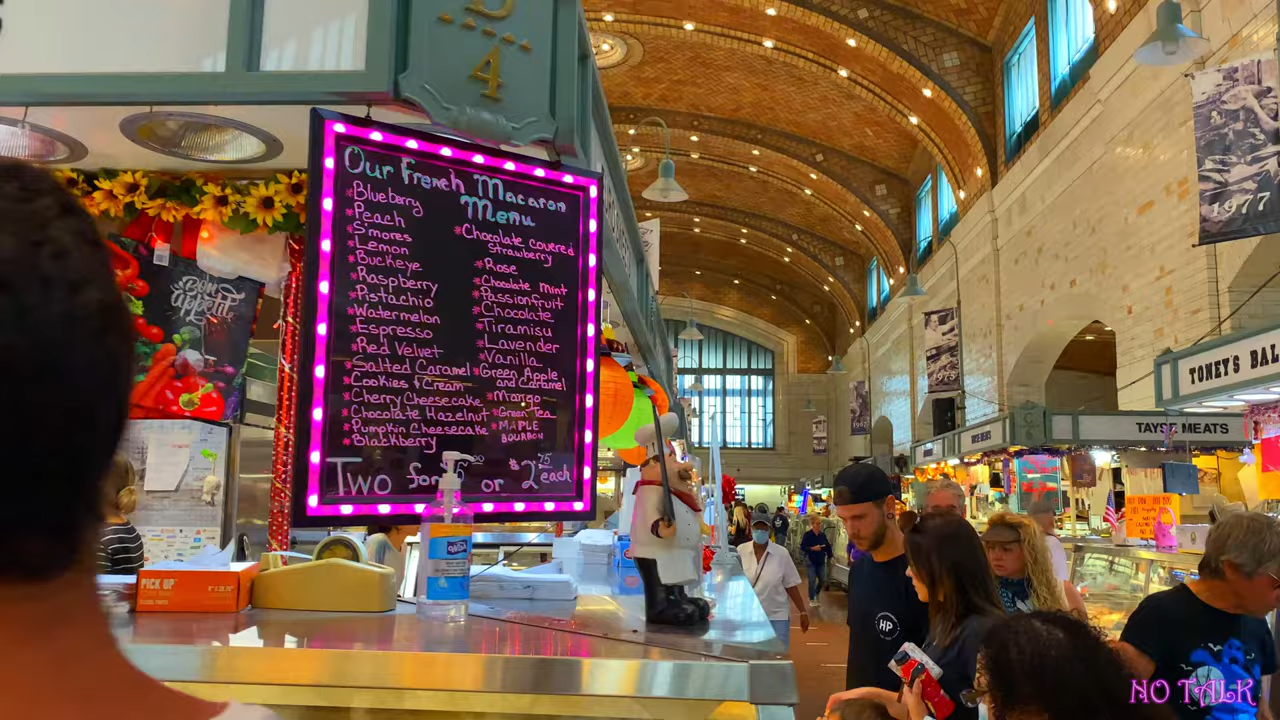 4
Our French Macaron
Menu
*Blueberry
*Peach
*S'mores
*Lemon
*Buckeye
*Raspberry
*Pistachio
*Watermelon
*Espresso
*Red Velvet
*Salted Caramel
*Cookies & Cream
*Cherry Cheesecake
*Chocolate Hazelnut
*Pumpkin Cheesecake
*Blackberry
*Chocolate covered
Strawberry
*Rose
*Chocolate Mint
*Passionfruit
*Chocolate
*Tiramisu
*Lavender
*Vanilla
*Green Apple
and Caramel
*Mango
*Green Tea
*MAPLE
BOURBON
Two for or $2.75 each
Bon
appétit
PICK UP
HP
1977
TONEY'S
TAYSE MEATS
NO TALK